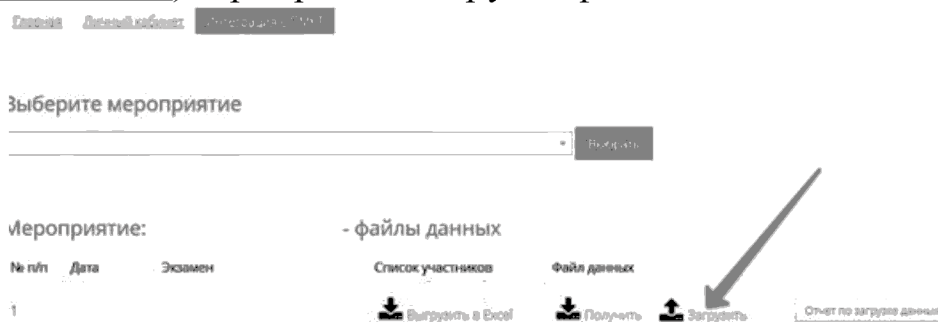 Главная Личный кабинет
Выберите мероприятие
Выбрать
Мероприятие: - файлы данных
№ п/п Дата Экзамен Список участников Файл данных
1 Выгрузить в Excel Получить Загрузить Отчет по загрузке данных